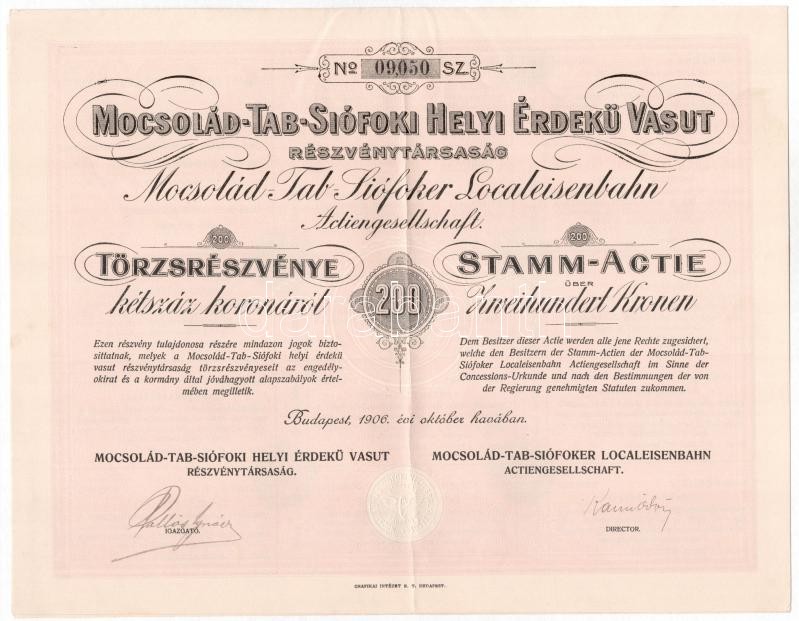 No 09,050 SZ.
MOCSOLÁD-TAB-SIÓFOKI HELYI ÉRDEKÜ VASUT
RÉSZVÉNYTÁRSASÁG
Mocsolád-Tab-Siófoker Localeisenbahn
Actiengesellschaft.
200
TÖRZSRÉSZVÉNYE
kétszáz koronáról
200
200
STAMM-ACTIE
ÜBER
Zweihundert Kronen
Ezen részvény tulajdonosa részére mindazon jogok bizto-
sittatnak, melyek a Mocsolád-Tab-Siófoki helyi érdekü
vasut részvénytársaság törzsrészvényeseit az engedély-
okirat és a kormány által jóváhagyott alapszabályok értel-
mében megilletik.
Dem Besitzer dieser Actie werden alle jene Rechte zugesichert,
welche den Besitzern der Stamm-Actien der Mocsolád-Tab-
Siófoker Localeisenbahn Actiengesellschaft im Sinne der
Concessions-Urkunde und nach den Bestimmungen der von
der Regierung genehmigten Statuten zukommen.
Budapest, 1906. évi október havában.
MOCSOLÁD-TAB-SIÓFOKI HELYI ÉRDEKÜ VASUT
RÉSZVÉNYTÁRSASÁG.
MOCSOLÁD-TAB-SIÓFOKER LOCALEISENBAHN
ACTIENGESELLSCHAFT.
IGAZGATÓ.
DIRECTOR.
GRAFIKAI INTÉZET R. T. BUDAPEST.